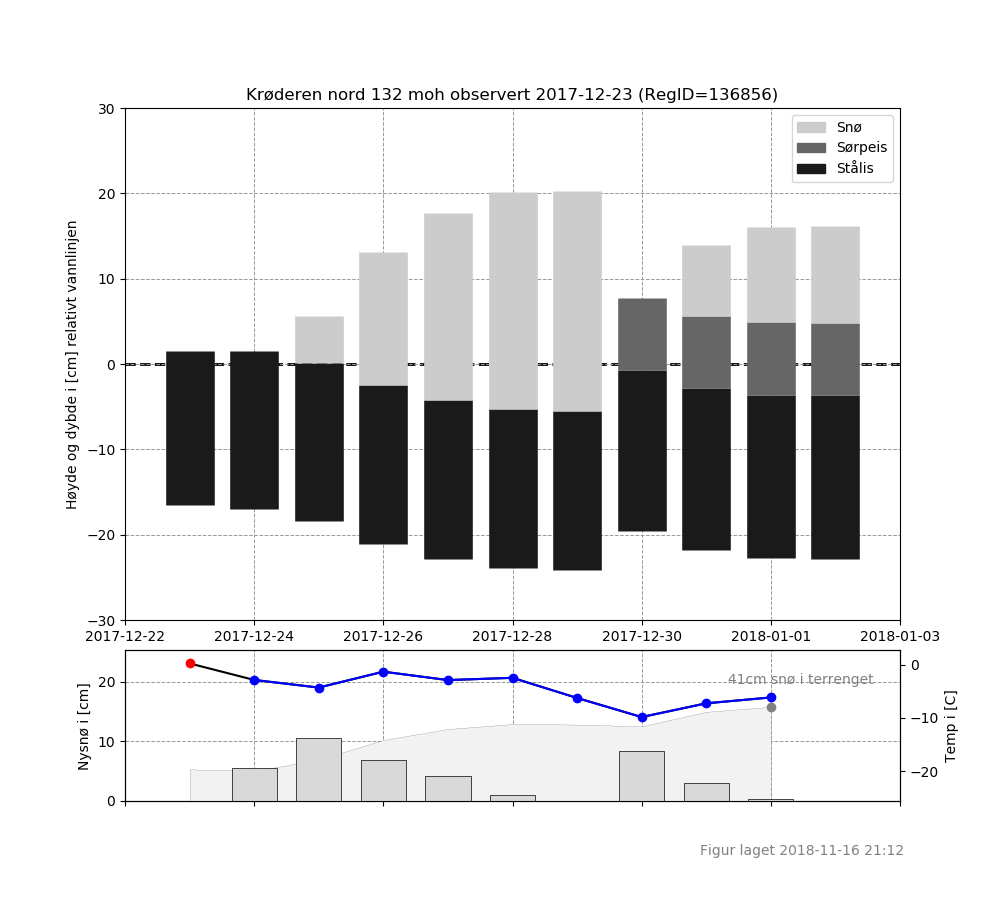 Krøderen nord 132 moh observert 2017-12-23 (RegID=136856)
Høyde og dybde i [cm] relativt vannlinjen
30
20
10
0
−10
−20
−30
Snø
Sørpeis
Stålis
2017-12-22
2017-12-24
2017-12-26
2017-12-28
2017-12-30
2018-01-01
2018-01-03
Nysnø i [cm]
20
10
0
41cm snø i terrenget
0
−10
−20
Temp i [C]
Figur laget 2018-11-16 21:12